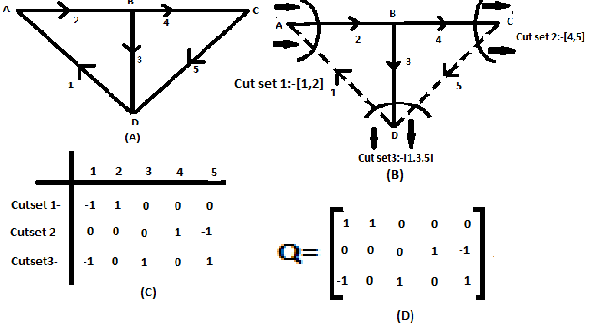 A B C
2 4
3
1 5
D
(A)
A B C
2 4
3
1 5
D
Cut set 1:-[1,2]
Cut set 2:-[4,5]
Cut set3:-[1.3.5]
(B)
1 2 3 4 5
Cutset 1- -1 1 0 0 0
Cutset 2 0 0 0 1 -1
Cutset3- -1 0 1 0 1
(C)
Q=
1 1 0 0 0
0 0 0 1 -1
-1 0 1 0 1
(D)